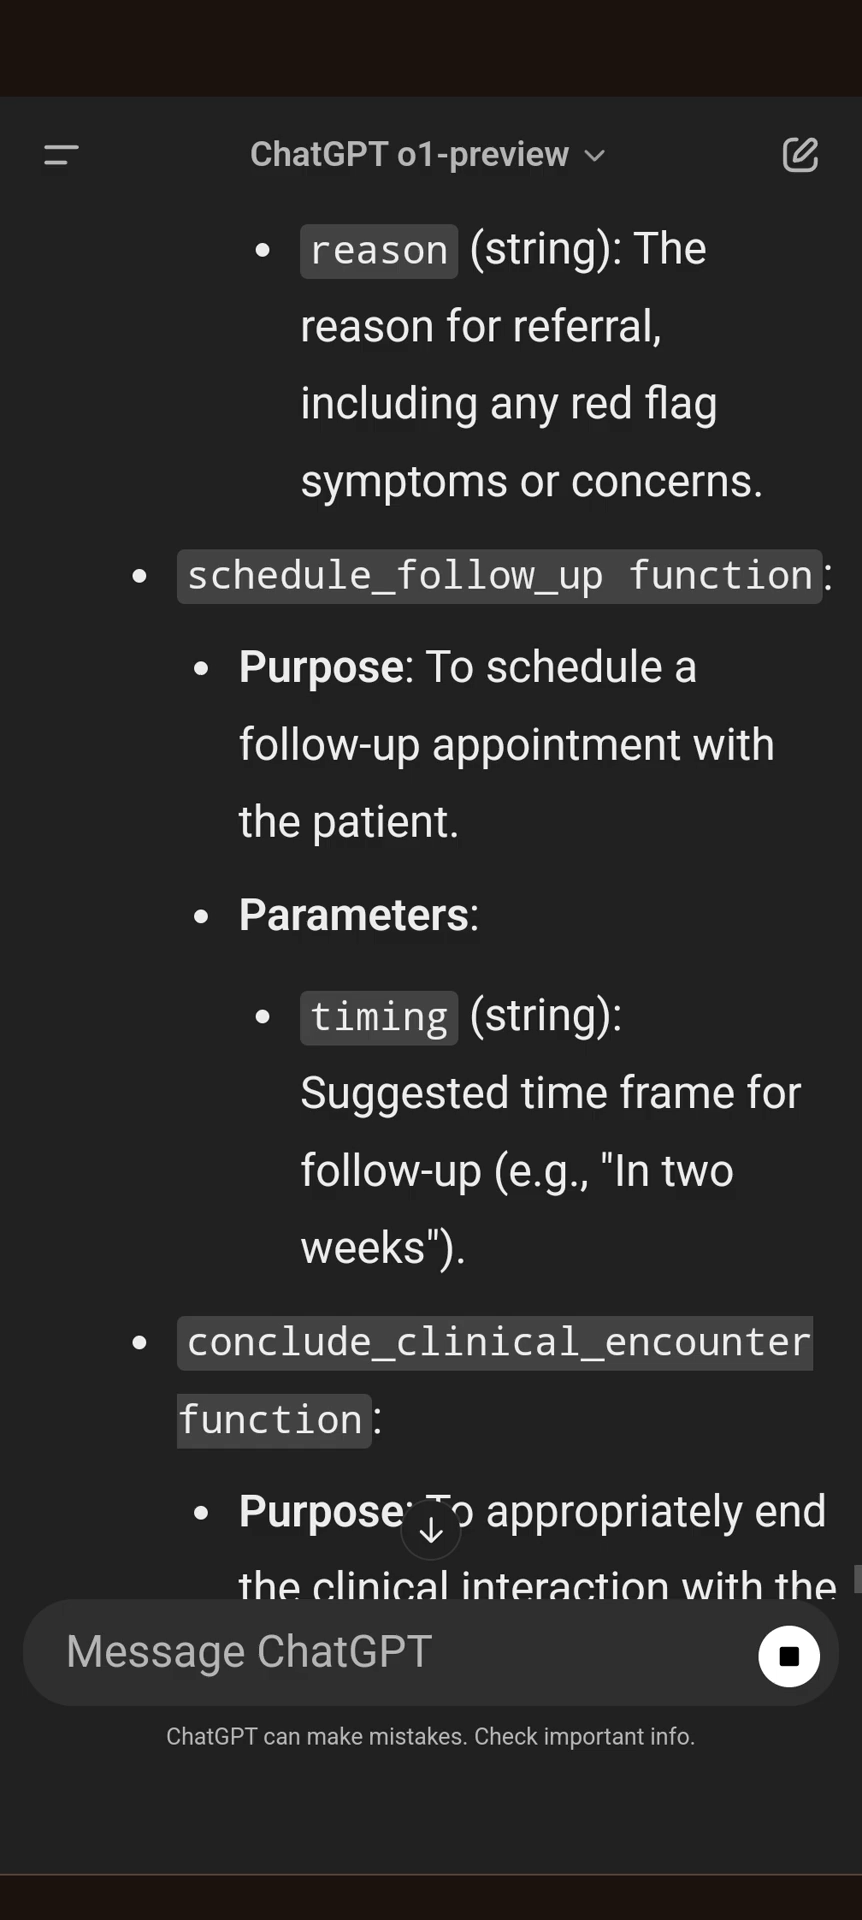 ChatGPT o1-preview
• reason (string): The
reason for referral,
including any red flag
symptoms or concerns.
• schedule_follow_up function:
• Purpose: To schedule a
follow-up appointment with
the patient.
• Parameters:
• timing (string):
Suggested time frame for
follow-up (e.g., "In two
weeks").
• conclude_clinical_encounter
function:
• Purpose: To appropriately end
the clinical interaction with the
Message ChatGPT
ChatGPT can make mistakes. Check important info.